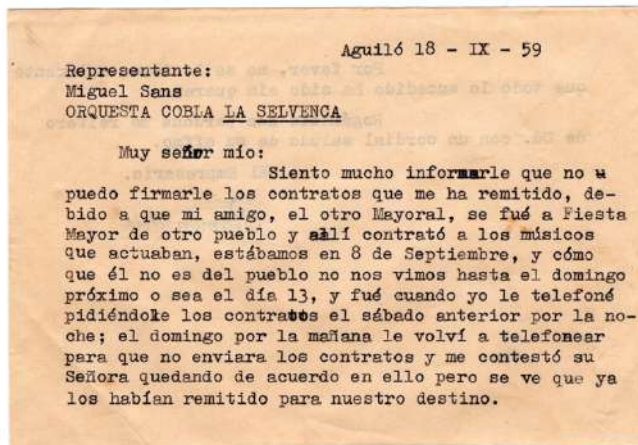 Aguiló 18 - IX - 59
Representante:
Miguel Sans
ORQUESTA COBLA LA SELVENCA
Muy señor mío:
Siento mucho informarle que no
puedo firmarle los contratos que me ha remitido, de-
bido a que mi amigo, el otro Mayoral, se fué a Fiesta
Mayor de otro pueblo y allí contrató a los músicos
que actuaban, estábamos en 8 de Septiembre, y cómo
que él no es del pueblo no nos vimos hasta el domingo
próximo o sea el día 13, y fué cuando yo le telefoné
pidiéndole los contratos el sábado anterior por la no-
che; el domingo por la mañana le volví a telefonear
para que no enviara los contratos y me contestó su
Señora quedando de acuerdo en ello pero se ve que ya
los habían remitido para nuestro destino.